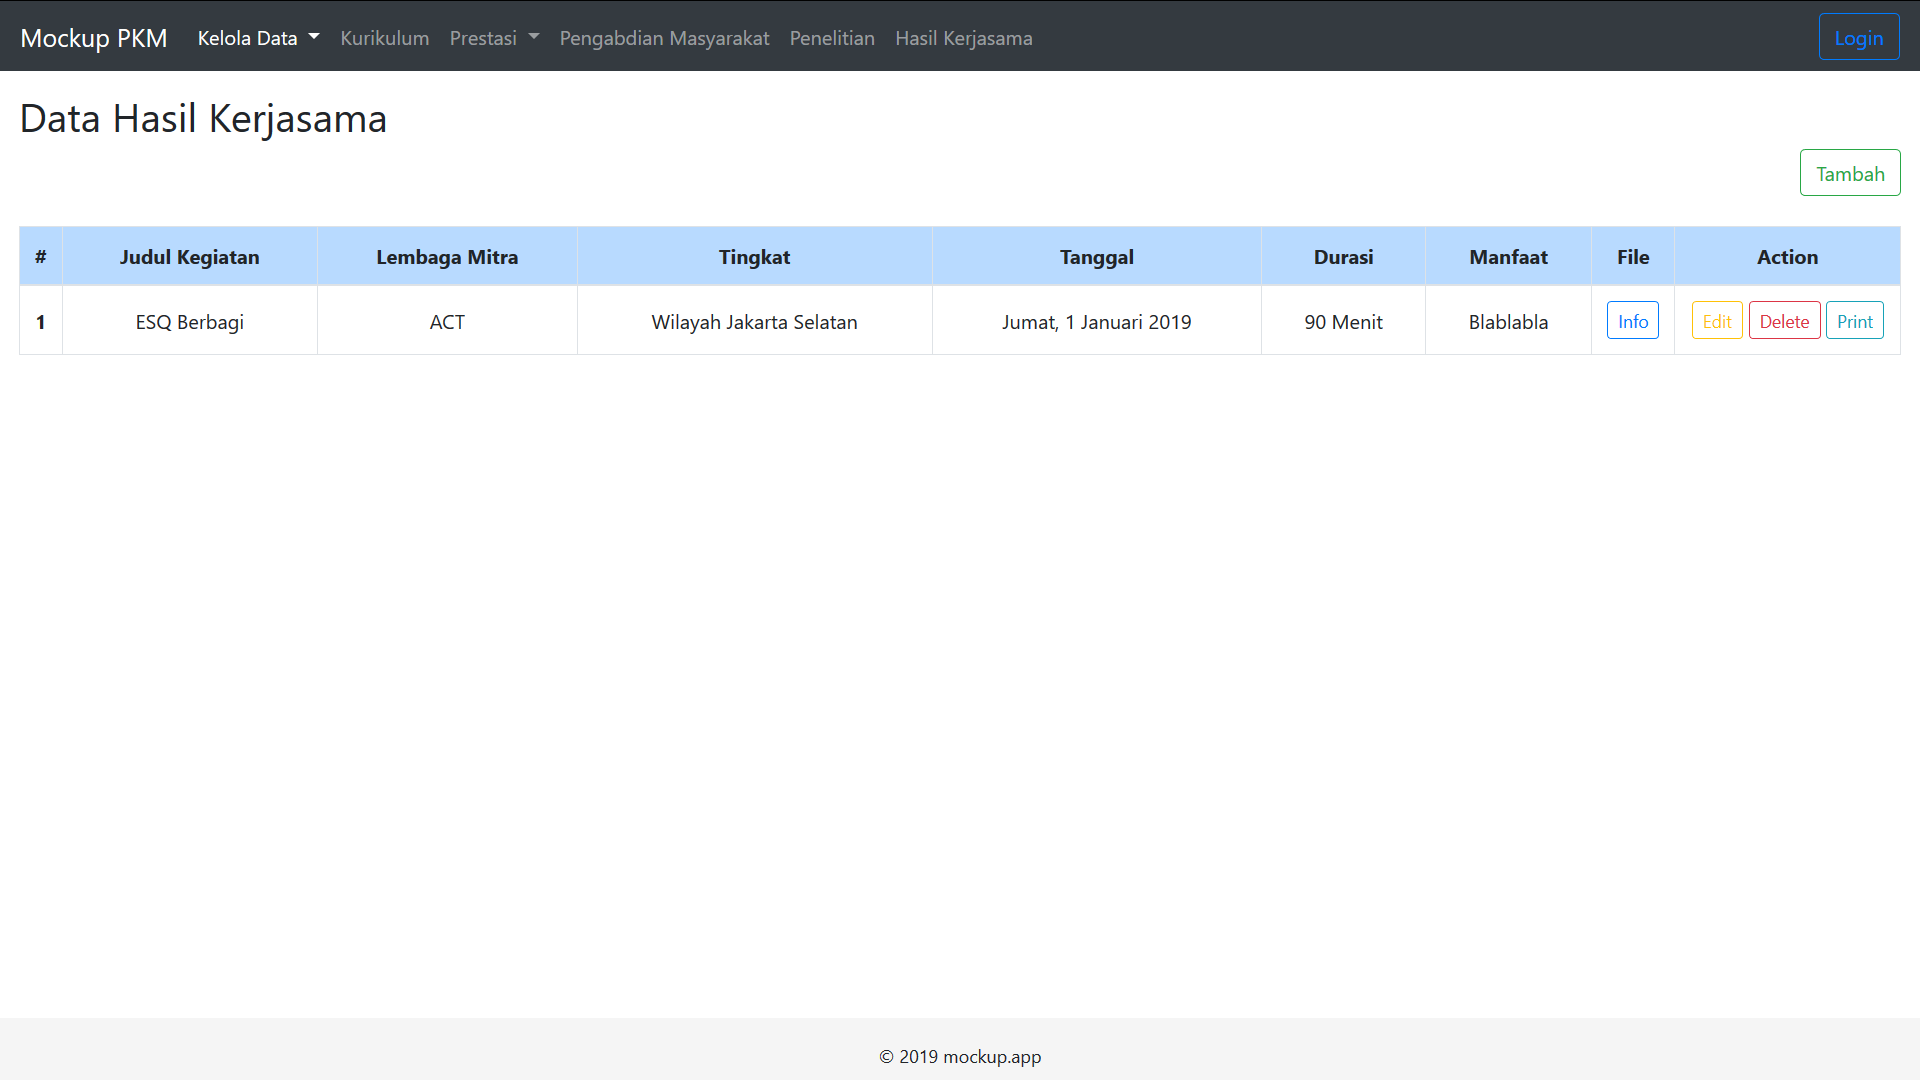 Mockup PKM Kelola Data Kurikulum Prestasi Pengabdian Masyarakat Penelitian Hasil Kerjasama Login
Data Hasil Kerjasama
Tambah
# Judul Kegiatan Lembaga Mitra Tingkat Tanggal Durasi Manfaat File Action
1 ESQ Berbagi ACT Wilayah Jakarta Selatan Jumat, 1 Januari 2019 90 Menit Blablabla Info Edit Delete Print
© 2019 mockup.app